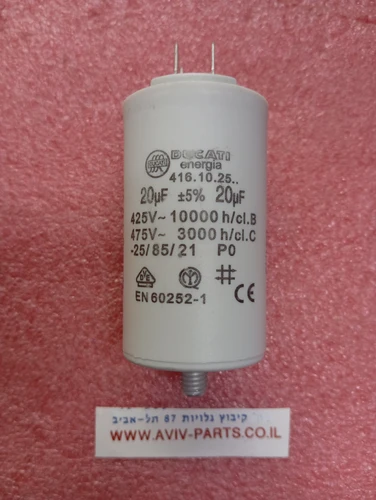 DUCATI
energia
416.10.25..
20µF ±5% 20µF
425V~ 10000 h/cl.B
475V~ 3000 h/cl.C
-25/85/21 P0
EN 60252-1
CE
קיבוץ גלויות 67 תל-אביב
WWW.AVIV-PARTS.CO.IL